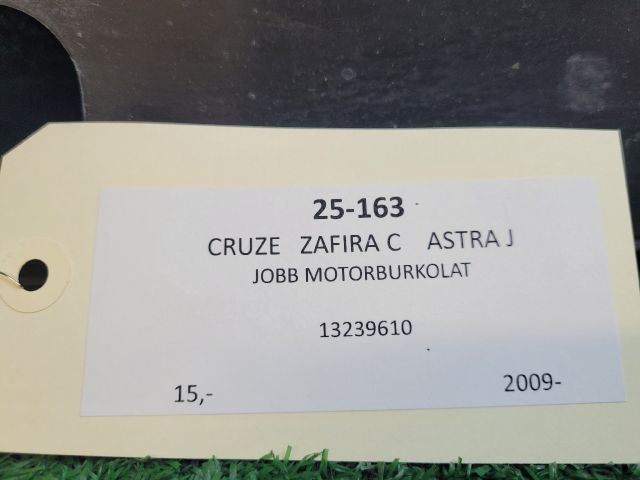 25-163
CRUZE ZAFIRA C ASTRA J
JOBB MOTORBURKOLAT
13239610
15,- 2009-